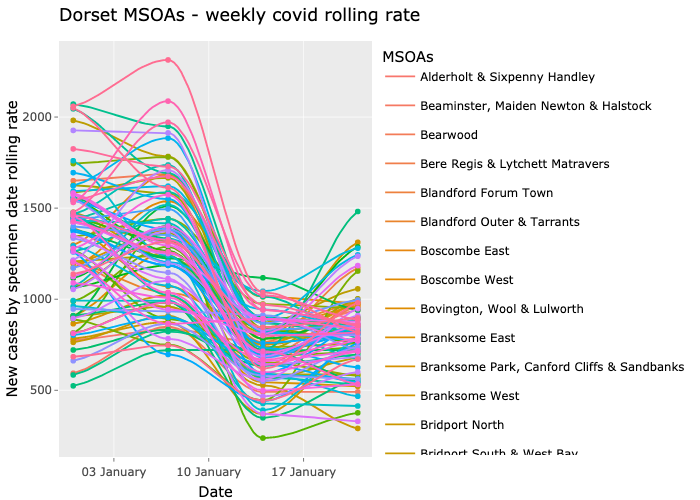 Dorset MSOAs - weekly covid rolling rate
New cases by specimen date rolling rate
2000
1500
1000
500
03 January
10 January
17 January
Date
MSOAs
Alderholt & Sixpenny Handley
Beaminster, Maiden Newton & Halstock
Bearwood
Bere Regis & Lytchett Matravers
Blandford Forum Town
Blandford Outer & Tarrants
Boscombe East
Boscombe West
Bovington, Wool & Lulworth
Branksome East
Branksome Park, Canford Cliffs & Sandbanks
Branksome West
Bridport North
Bridport South & West Bay